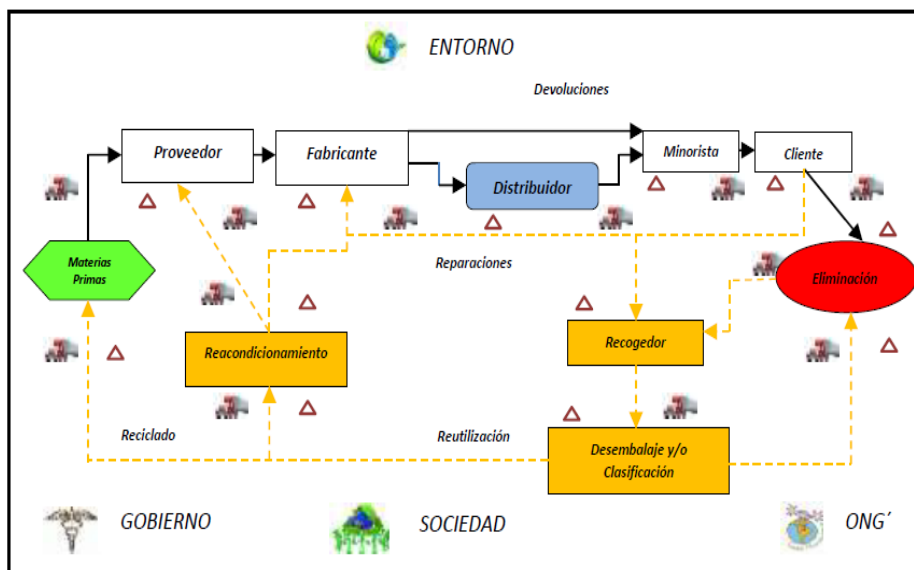 ENTORNO
Devoluciones
Proveedor
Fabricante
Minorista
Cliente
Distribuidor
Materias
Primas
Reparaciones
Eliminación
Reacondicionamiento
Recogedor
Reciclado
Reutilización
Desembalaje y/o
Clasificación
GOBIERNO
SOCIEDAD
ONG´